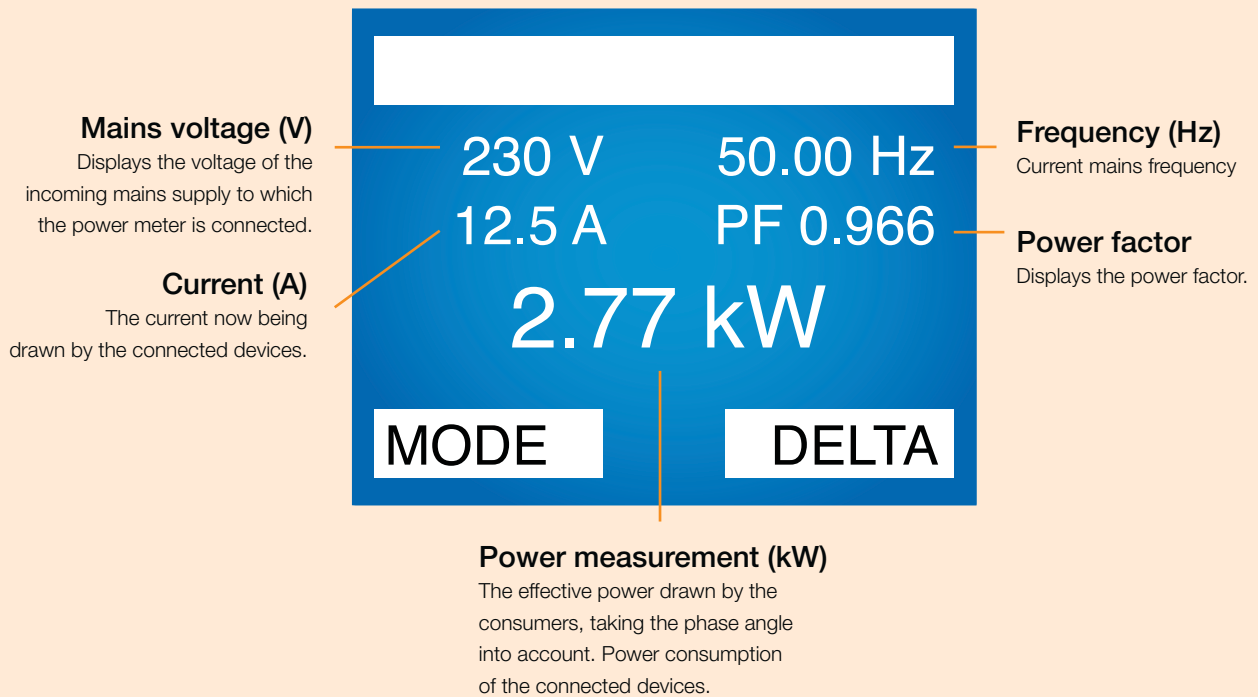 Mains voltage (V)
Displays the voltage of the
incoming mains supply to which
the power meter is connected.
Current (A)
The current now being
drawn by the connected devices.
230 V 50.00 Hz
12.5 A PF 0.966
2.77 kW
MODE DELTA
Frequency (Hz)
Current mains frequency
Power factor
Displays the power factor.
Power measurement (kW)
The effective power drawn by the
consumers, taking the phase angle
into account. Power consumption
of the connected devices.